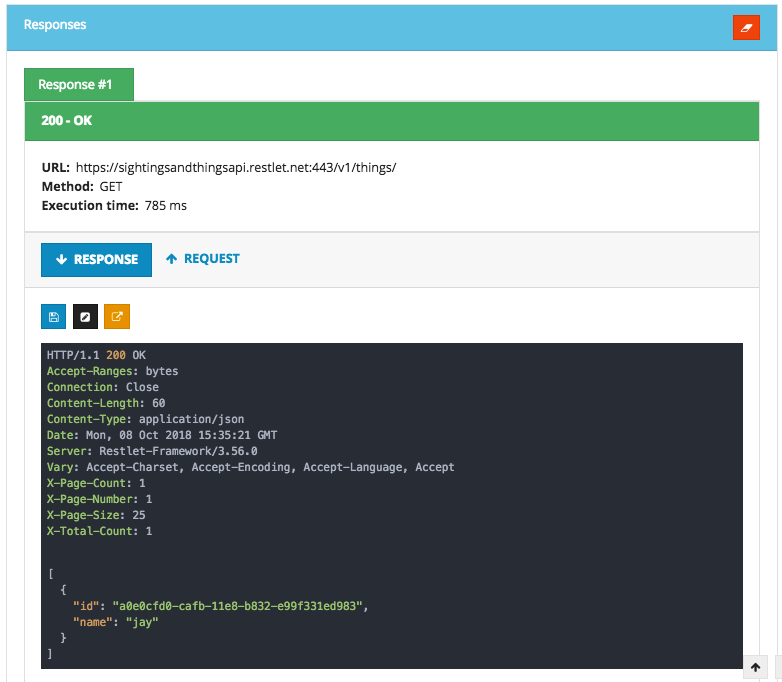 Responses
Response #1
200 - OK
URL: https://sightingsandthingsapi.restlet.net:443/v1/things/
Method: GET
Execution time: 785 ms
RESPONSE REQUEST
HTTP/1.1 200 OK
Accept-Ranges: bytes
Connection: Close
Content-Length: 60
Content-Type: application/json
Date: Mon, 08 Oct 2018 15:35:21 GMT
Server: Restlet-Framework/3.56.0
Vary: Accept-Charset, Accept-Encoding, Accept-Language, Accept
X-Page-Count: 1
X-Page-Number: 1
X-Page-Size: 25
X-Total-Count: 1
[
{
"id": "a0e0cfd0-cafb-11e8-b832-e99f331ed983",
"name": "jay"
}
]